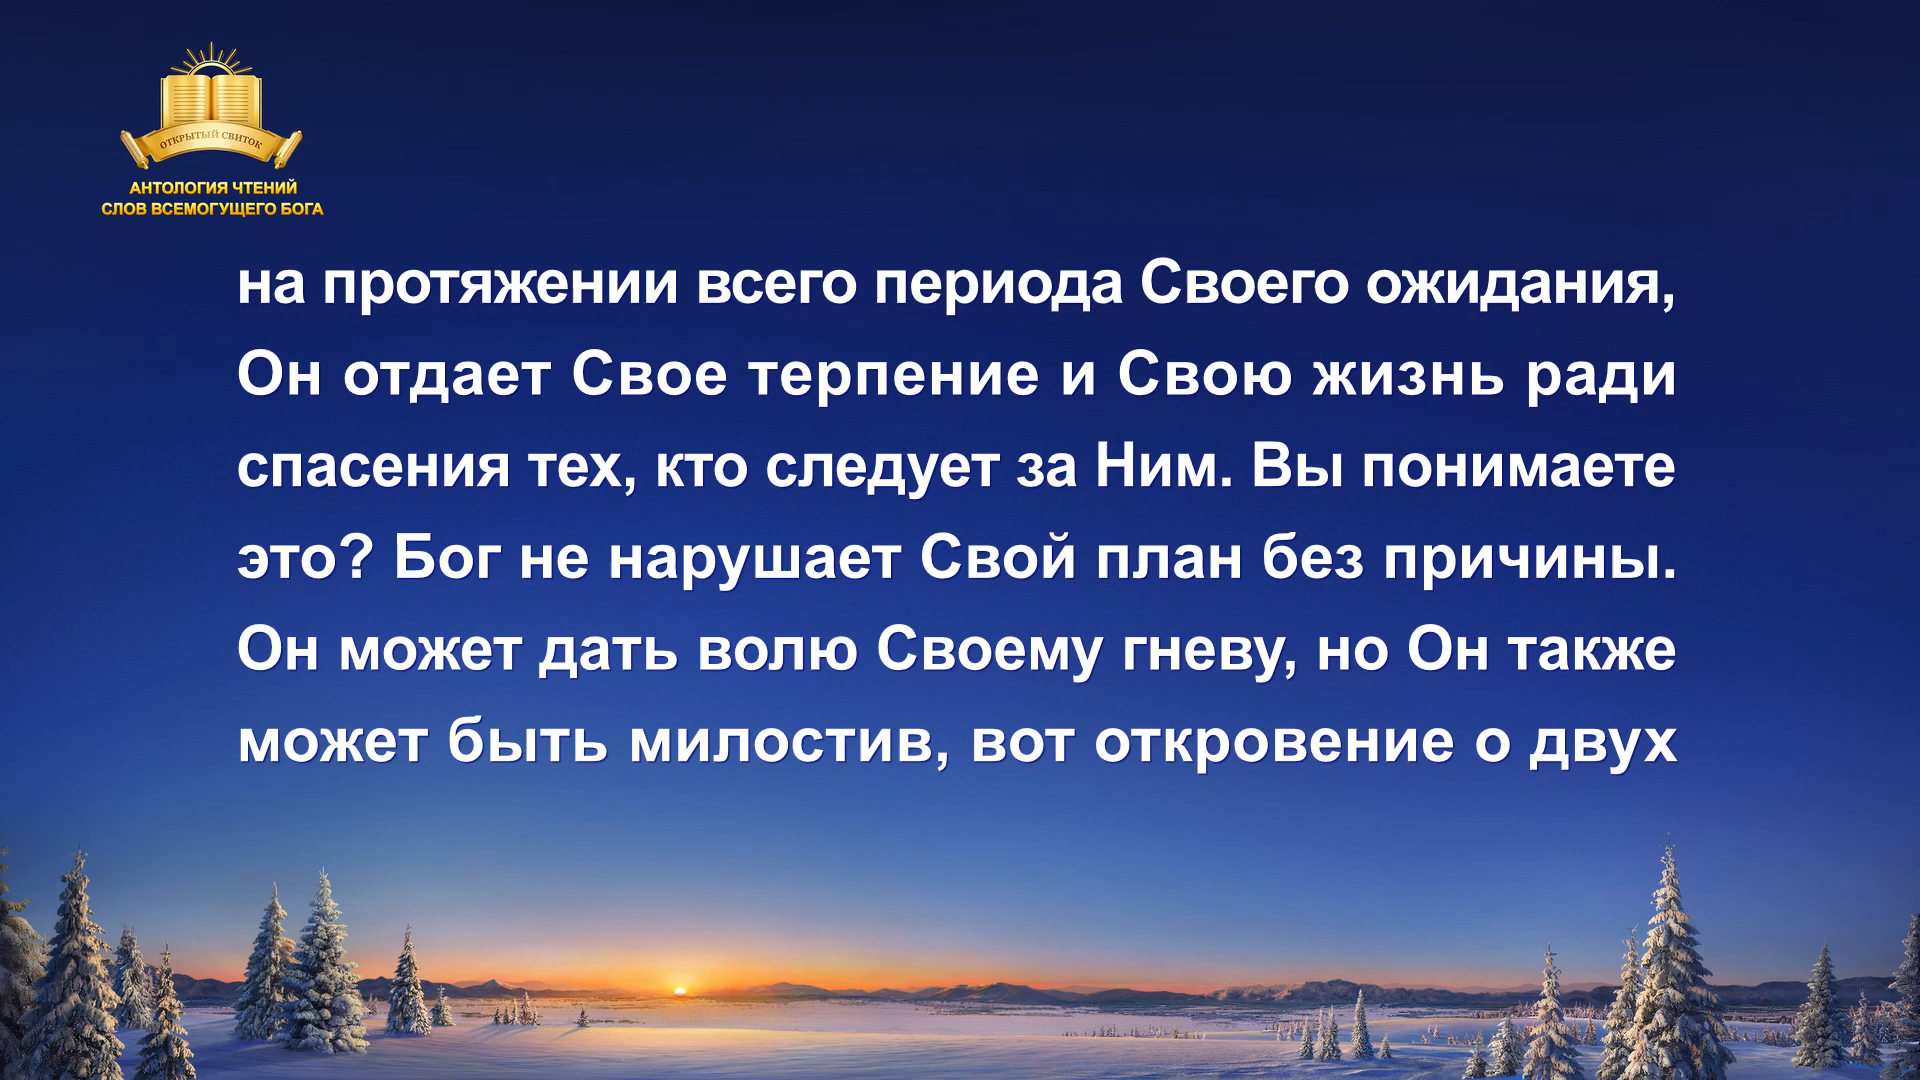 ОТКРЫТЫЙ СВИТОК
АНТОЛОГИЯ ЧТЕНИЙ
СЛОВ ВСЕМОГУЩЕГО БОГА
на протяжении всего периода Своего ожидания,
Он отдает Свое терпение и Свою жизнь ради
спасения тех, кто следует за Ним. Вы понимаете
это? Бог не нарушает Свой план без причины.
Он может дать волю Своему гневу, но Он также
может быть милостив, вот откровение о двух